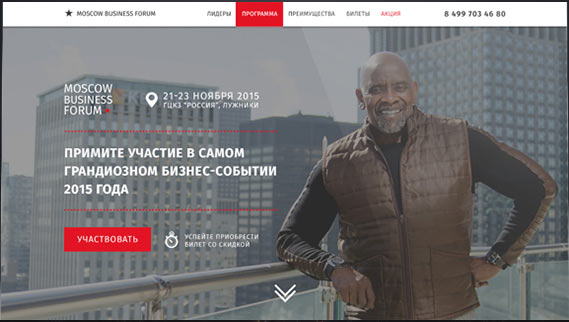 ★ MOSCOW BUSINESS FORUM
ЛИДЕРЫ ПРОГРАММА ПРЕИМУЩЕСТВА БИЛЕТЫ АКЦИЯ
8 499 703 46 80
MOSCOW
BUSINESS
FORUM
21-23 НОЯБРЯ 2015
ГЦКЗ "РОССИЯ", ЛУЖНИКИ
ПРИМИТЕ УЧАСТИЕ В САМОМ
ГРАНДИОЗНОМ БИЗНЕС-СОБЫТИИ
2015 ГОДА
УЧАСТВОВАТЬ
УСПЕЙТЕ ПРИОБРЕСТИ
БИЛЕТ СО СКИДКОЙ